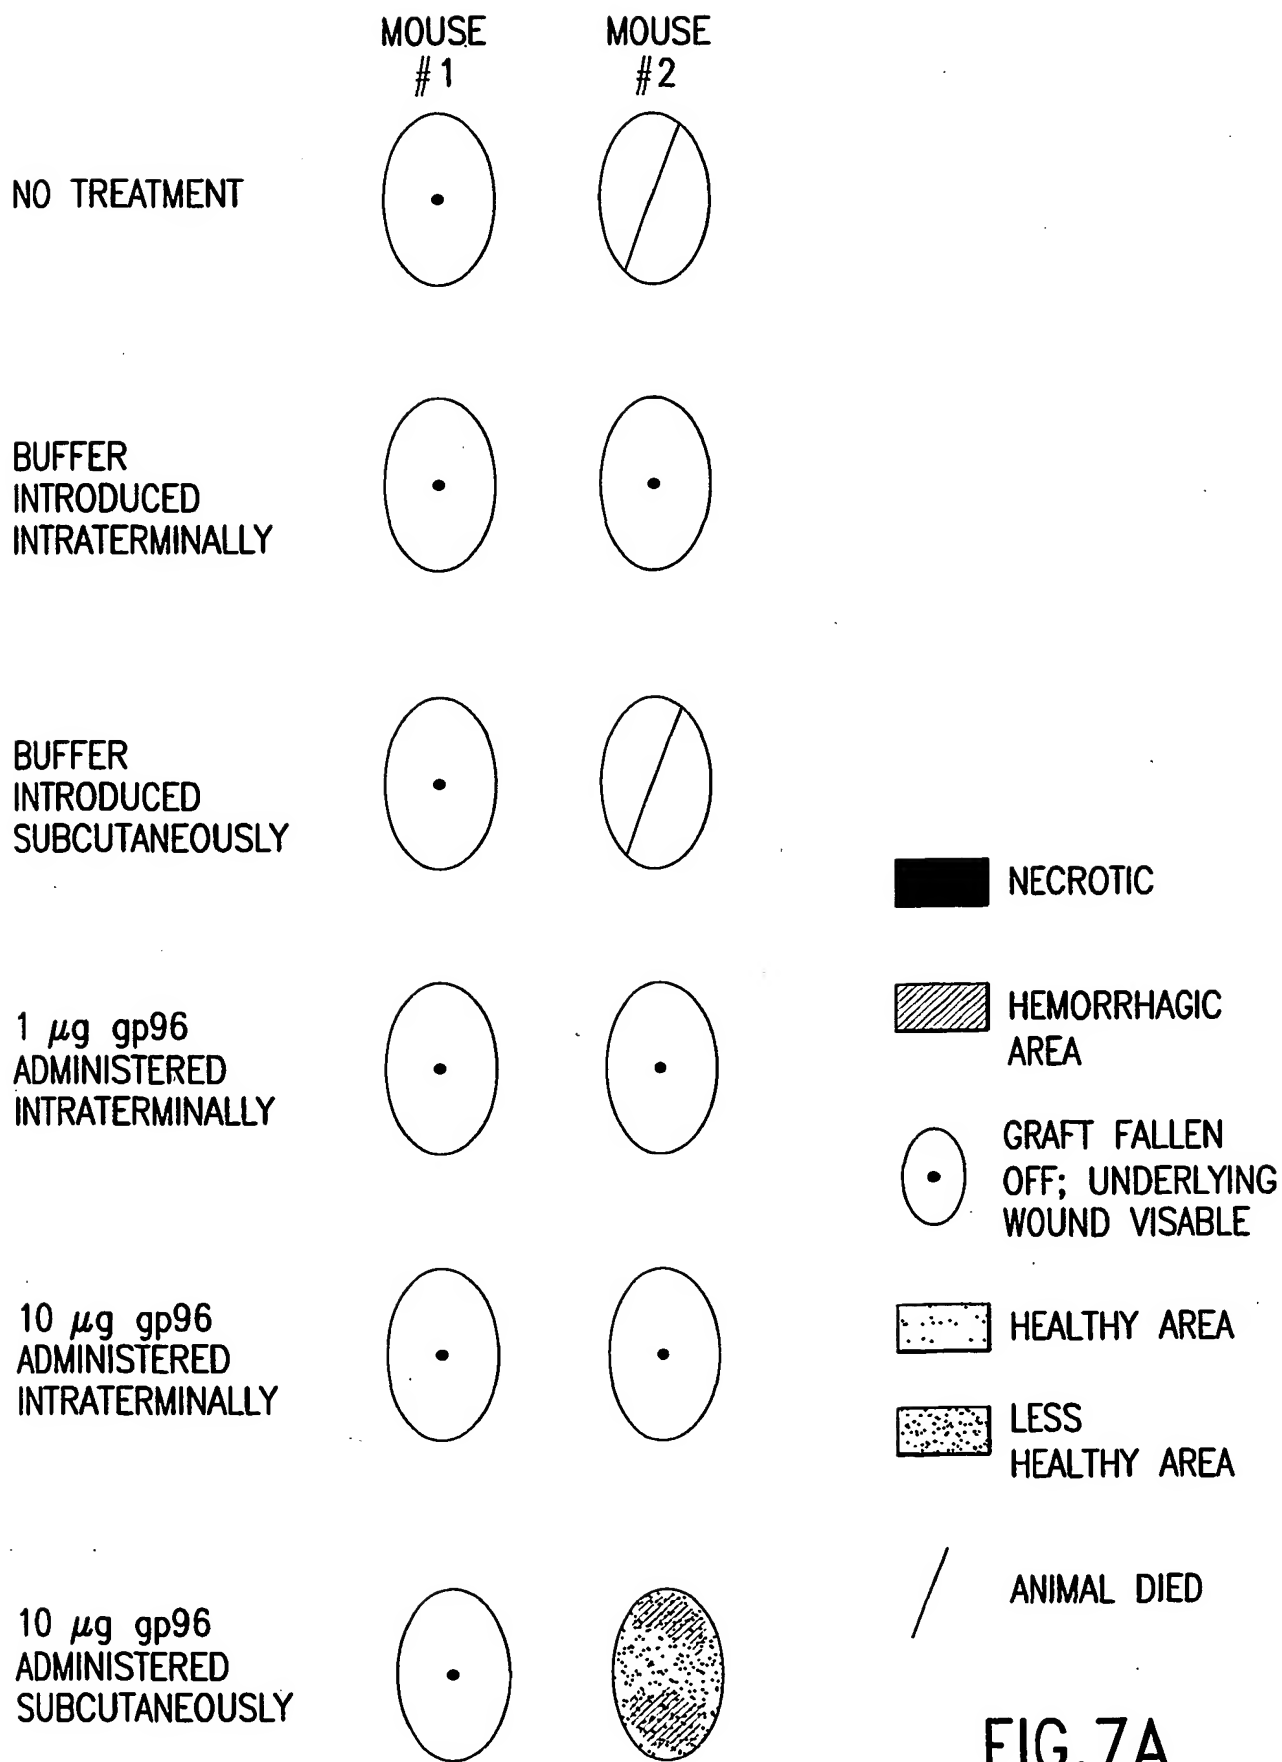 MOUSE
#1
MOUSE
#2
NO TREATMENT
BUFFER
INTRODUCED
INTRATERMINALLY
BUFFER
INTRODUCED
SUBCUTANEOUSLY
1 μg gp96
ADMINISTERED
INTRATERMINALLY
10 μg gp96
ADMINISTERED
INTRATERMINALLY
10 μg gp96
ADMINISTERED
SUBCUTANEOUSLY
NECROTIC
HEMORRHAGIC
AREA
GRAFT FALLEN
OFF; UNDERLYING
WOUND VISABLE
HEALTHY AREA
LESS
HEALTHY AREA
ANIMAL DIED
FIG.7A